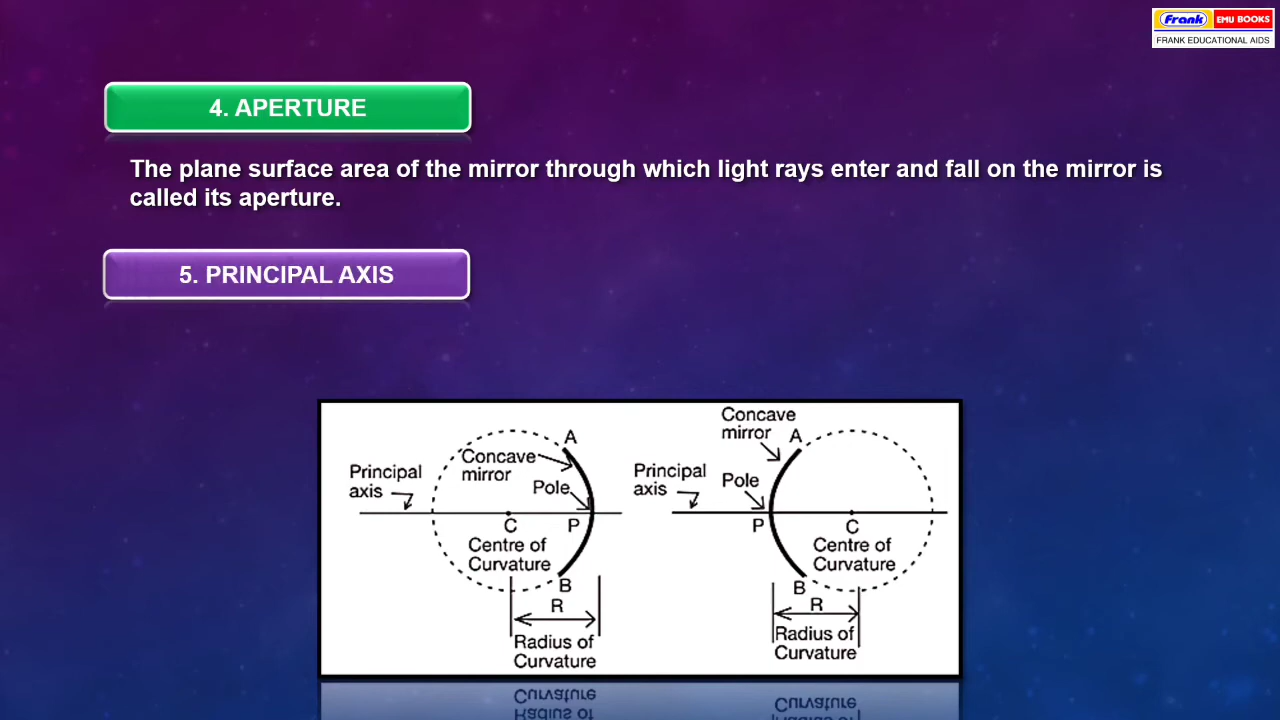 Frank EMU BOOKS
FRANK EDUCATIONAL AIDS
4. APERTURE
The plane surface area of the mirror through which light rays enter and fall on the mirror is
called its aperture.
5. PRINCIPAL AXIS
A
Concave
mirror
Principal
axis
Pole
C
P
Centre of
Curvature
B
R
Radius of
Curvature
Concave
mirror
A
Principal
axis
Pole
P
C
Centre of
Curvature
B
R
Radius of
Curvature